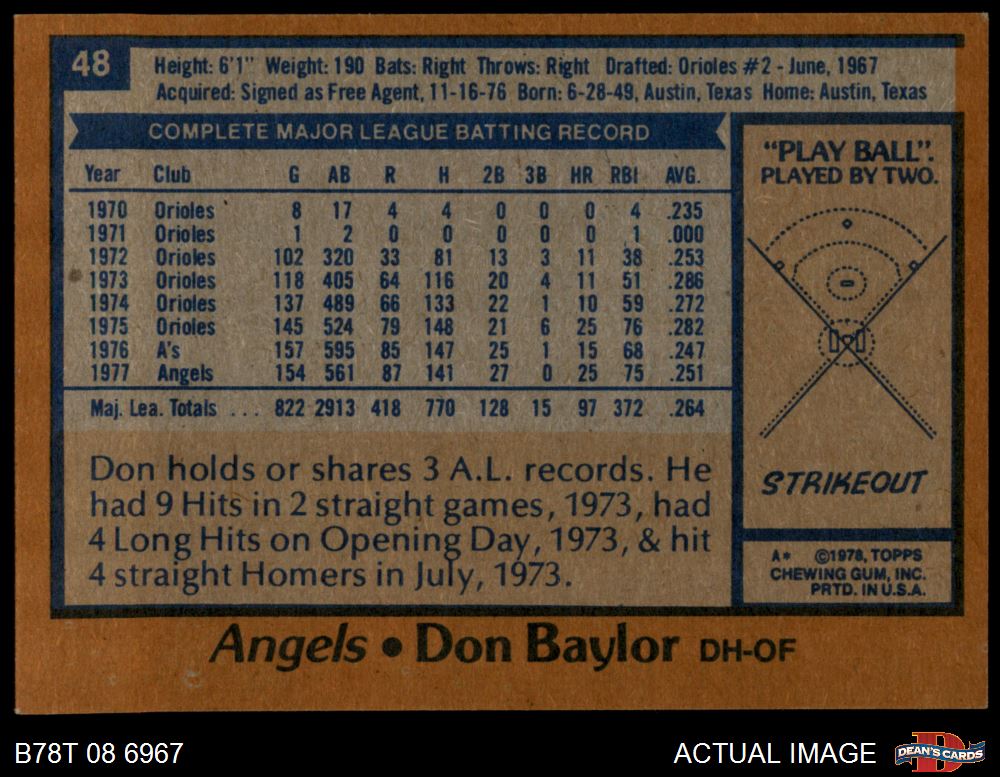 48
Height: 6'1" Weight: 190 Bats: Right Throws: Right Drafted: Orioles #2 - June, 1967
Acquired: Signed as Free Agent, 11-16-76 Born: 6-28-49, Austin, Texas Home: Austin, Texas
COMPLETE MAJOR LEAGUE BATTING RECORD
Year Club G AB R H 2B 3B HR RBI AVG.
1970 Orioles 8 17 4 4 0 0 0 4 .235
1971 Orioles 1 2 0 0 0 0 0 1 .000
1972 Orioles 102 320 33 81 13 3 11 38 .253
1973 Orioles 118 405 64 116 20 4 11 51 .286
1974 Orioles 137 489 66 133 22 1 10 59 .272
1975 Orioles 145 524 79 148 21 6 25 76 .282
1976 A's 157 595 85 147 25 1 15 68 .247
1977 Angels 154 561 87 141 27 0 25 75 .251
Maj. Lea. Totals ... 822 2913 418 770 128 15 97 372 .264
Don holds or shares 3 A.L. records. He
had 9 Hits in 2 straight games, 1973, had
4 Long Hits on Opening Day, 1973, & hit
4 straight Homers in July, 1973.
"PLAY BALL".
PLAYED BY TWO.
STRIKEOUT
A* ©1978, TOPPS
CHEWING GUM, INC.
PRTD. IN U.S.A.
Angels • Don Baylor DH-OF
B78T 08 6967
ACTUAL IMAGE
D
DEAN'S CARDS